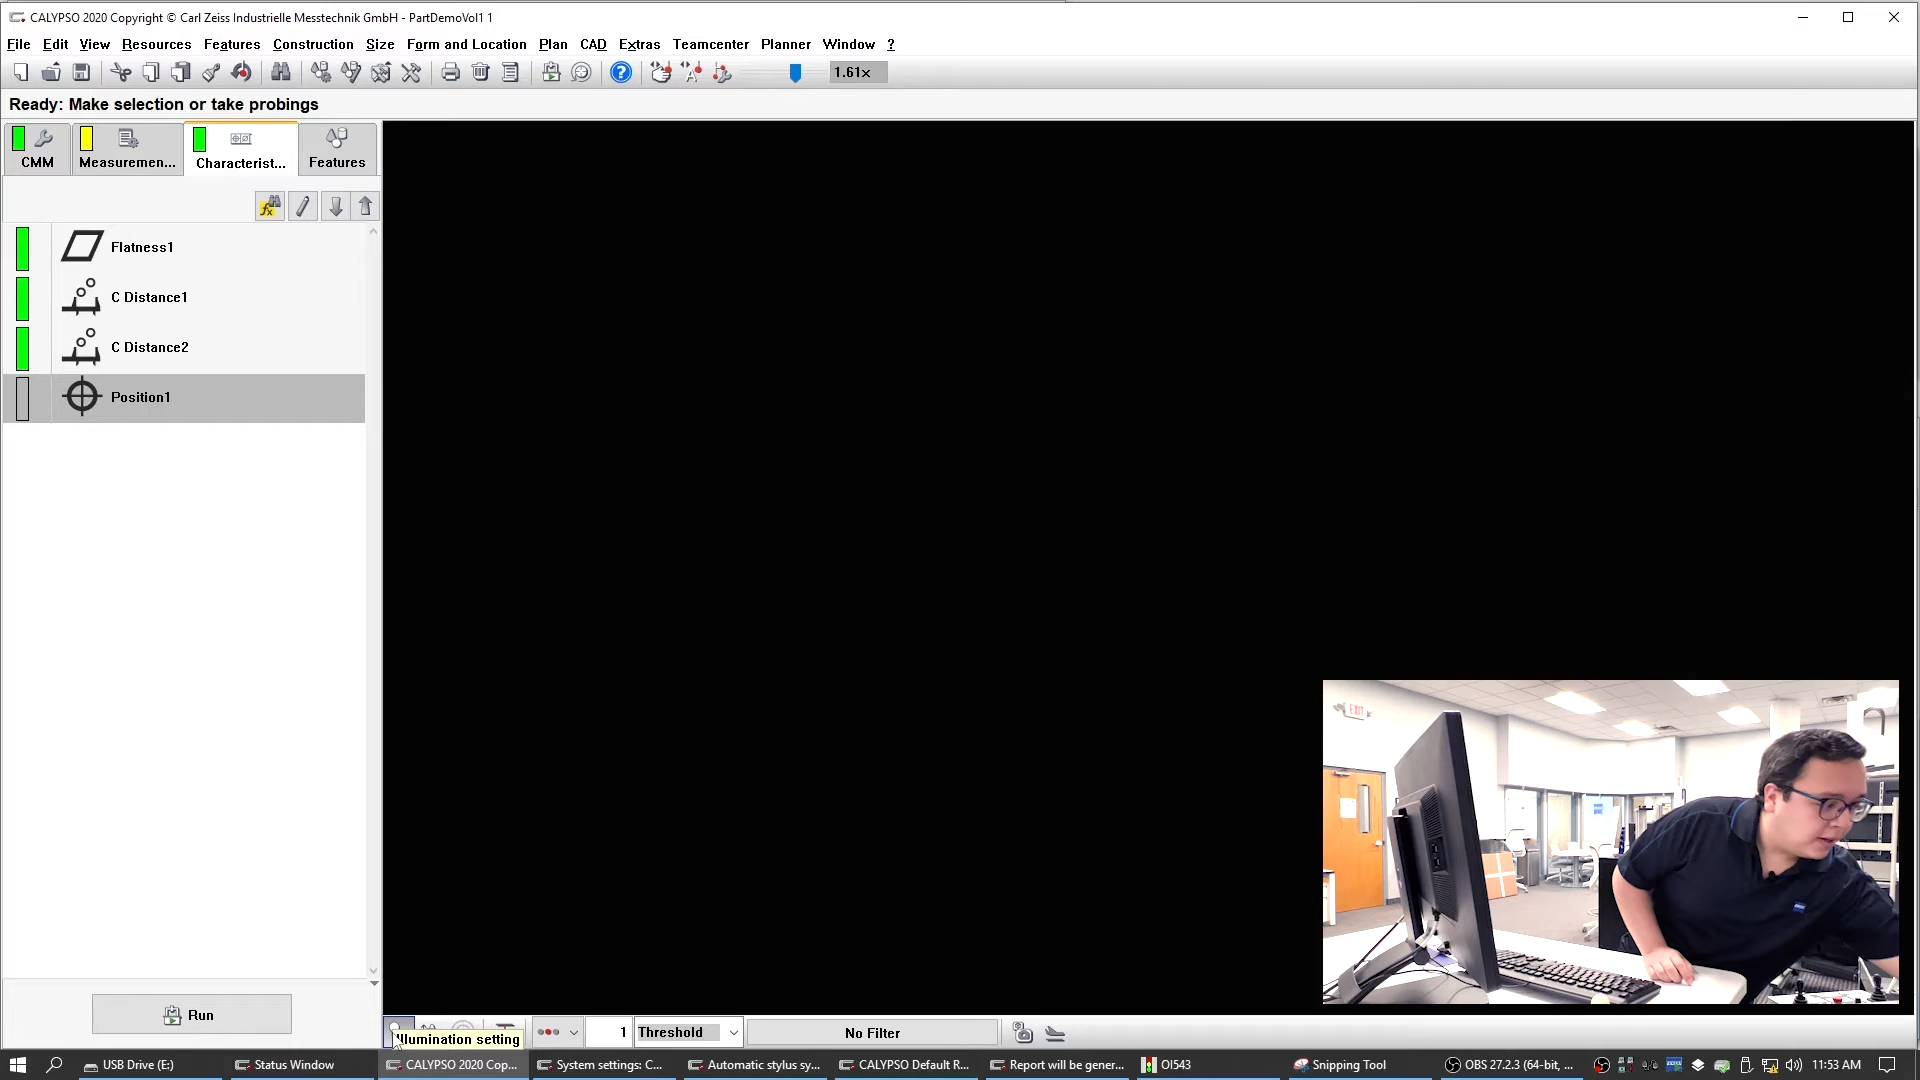 CALYPSO 2020 Copyright © Carl Zeiss Industrielle Messtechnik GmbH - PartDemoVol1 1
File Edit View Resources Features Construction Size Form and Location Plan CAD Extras Teamcenter Planner Window ?
1.61×
Ready: Make selection or take probings
CMM
Measuremen...
Characterist...
Features
Flatness1
C Distance1
C Distance2
Position1
EXIT
Run
Illumination setting
1
Threshold
No Filter
USB Drive (E:)
Status Window
CALYPSO 2020 Cop...
System settings: C...
Automatic stylus sy...
CALYPSO Default R...
Report will be gener...
OI543
Snipping Tool
OBS 27.2.3 (64-bit, ...
11:53 AM